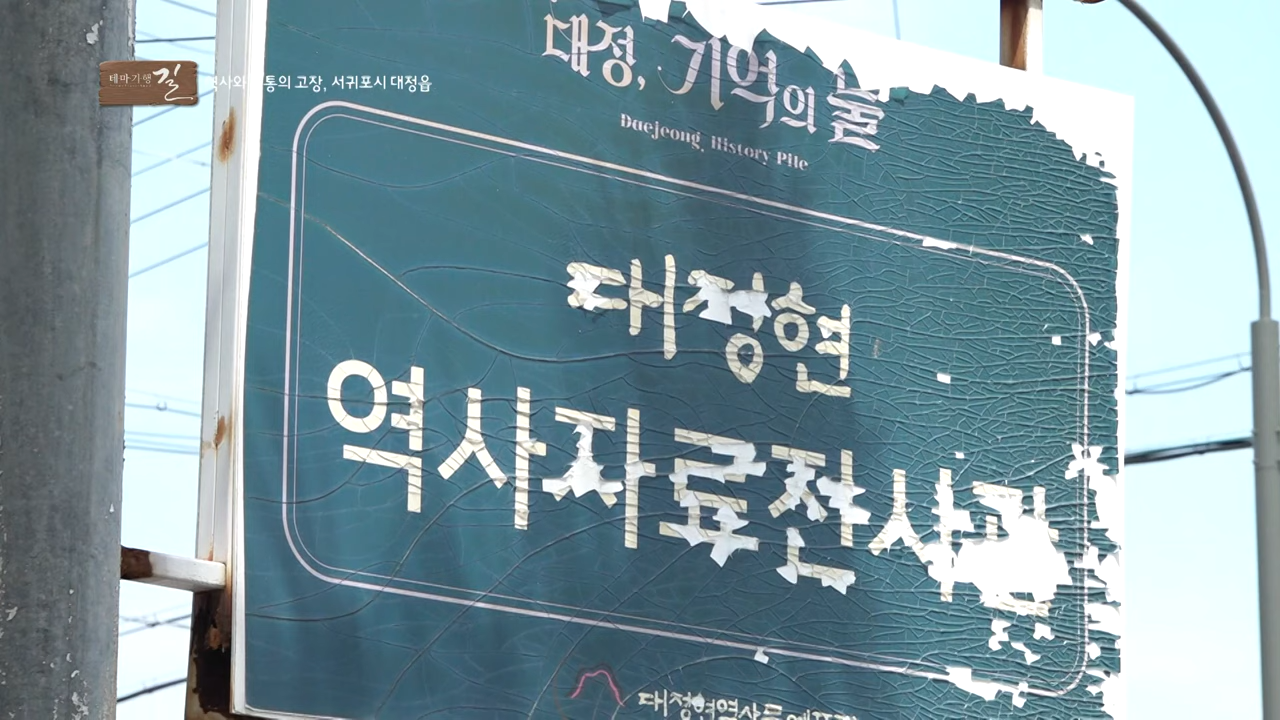 테마기행 길
역사와 전통의 고장, 서귀포시 대정읍
대정, 기억의 눌
Daejeong, History Pile
대정현
역사자료전시관